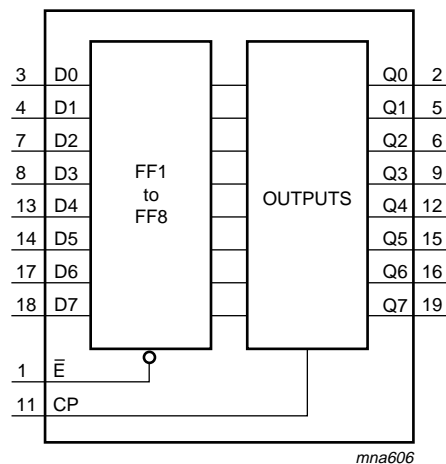 3 D0 Q0 2
4 D1 Q1 5
7 D2 Q2 6
8 D3 Q3 9
FF1
to
FF8
OUTPUTS
13 D4 Q4 12
14 D5 Q5 15
17 D6 Q6 16
18 D7 Q7 19
1 E̅
11 CP
mna606